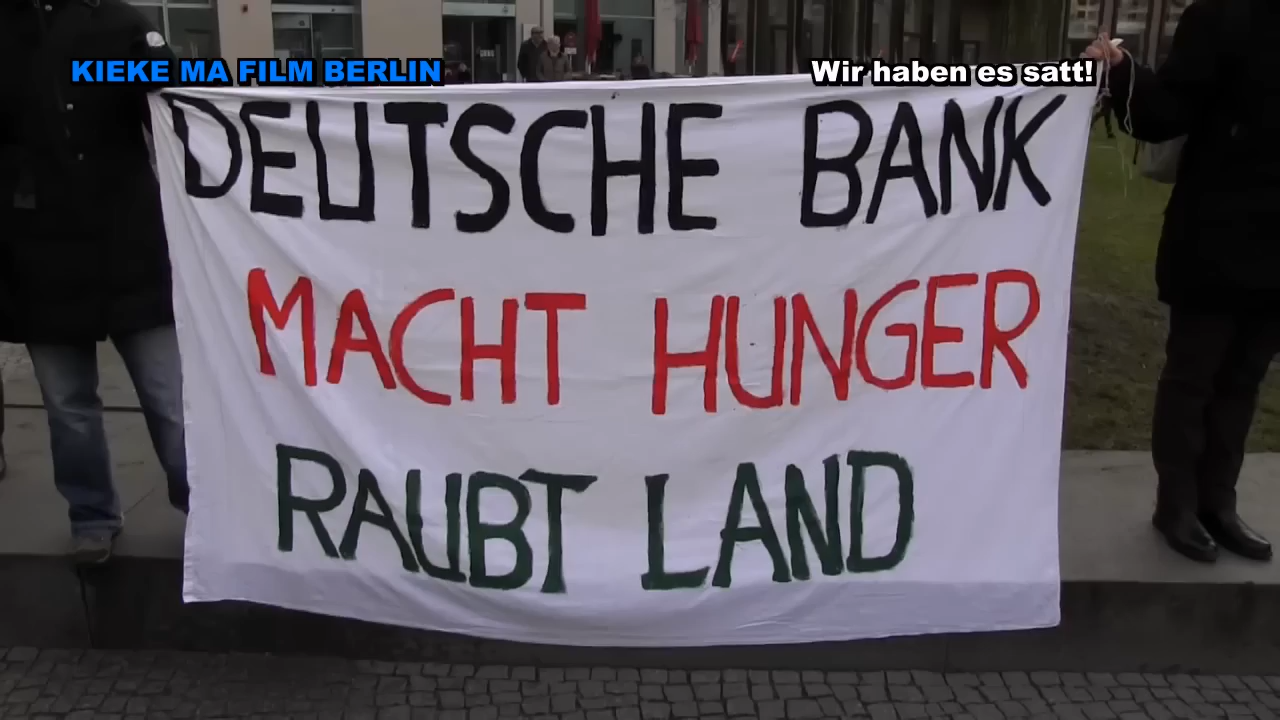 KIEKE MA FILM BERLIN
Wir haben es satt!
DEUTSCHE BANK
MACHT HUNGER
RAUBT LAND